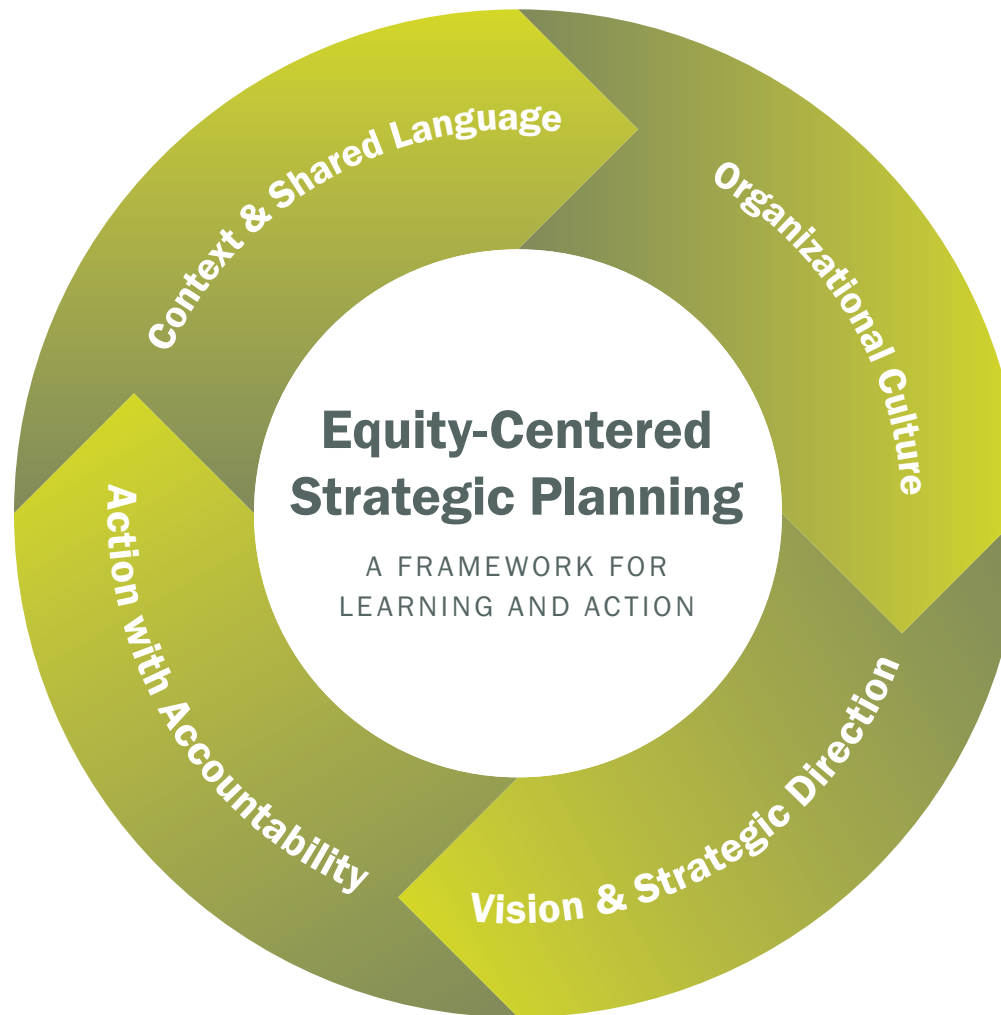 Context & Shared Language
Organizational Culture
Vision & Strategic Direction
Action with Accountability
Equity-Centered
Strategic Planning
A FRAMEWORK FOR
LEARNING AND ACTION